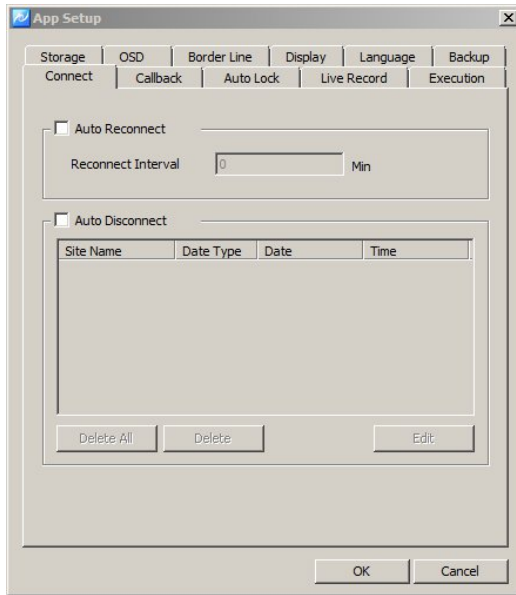 App Setup
Storage OSD Border Line Display Language Backup
Connect Callback Auto Lock Live Record Execution
Auto Reconnect
Reconnect Interval 0 Min
Auto Disconnect
Site Name Date Type Date Time
Delete All Delete Edit
OK Cancel